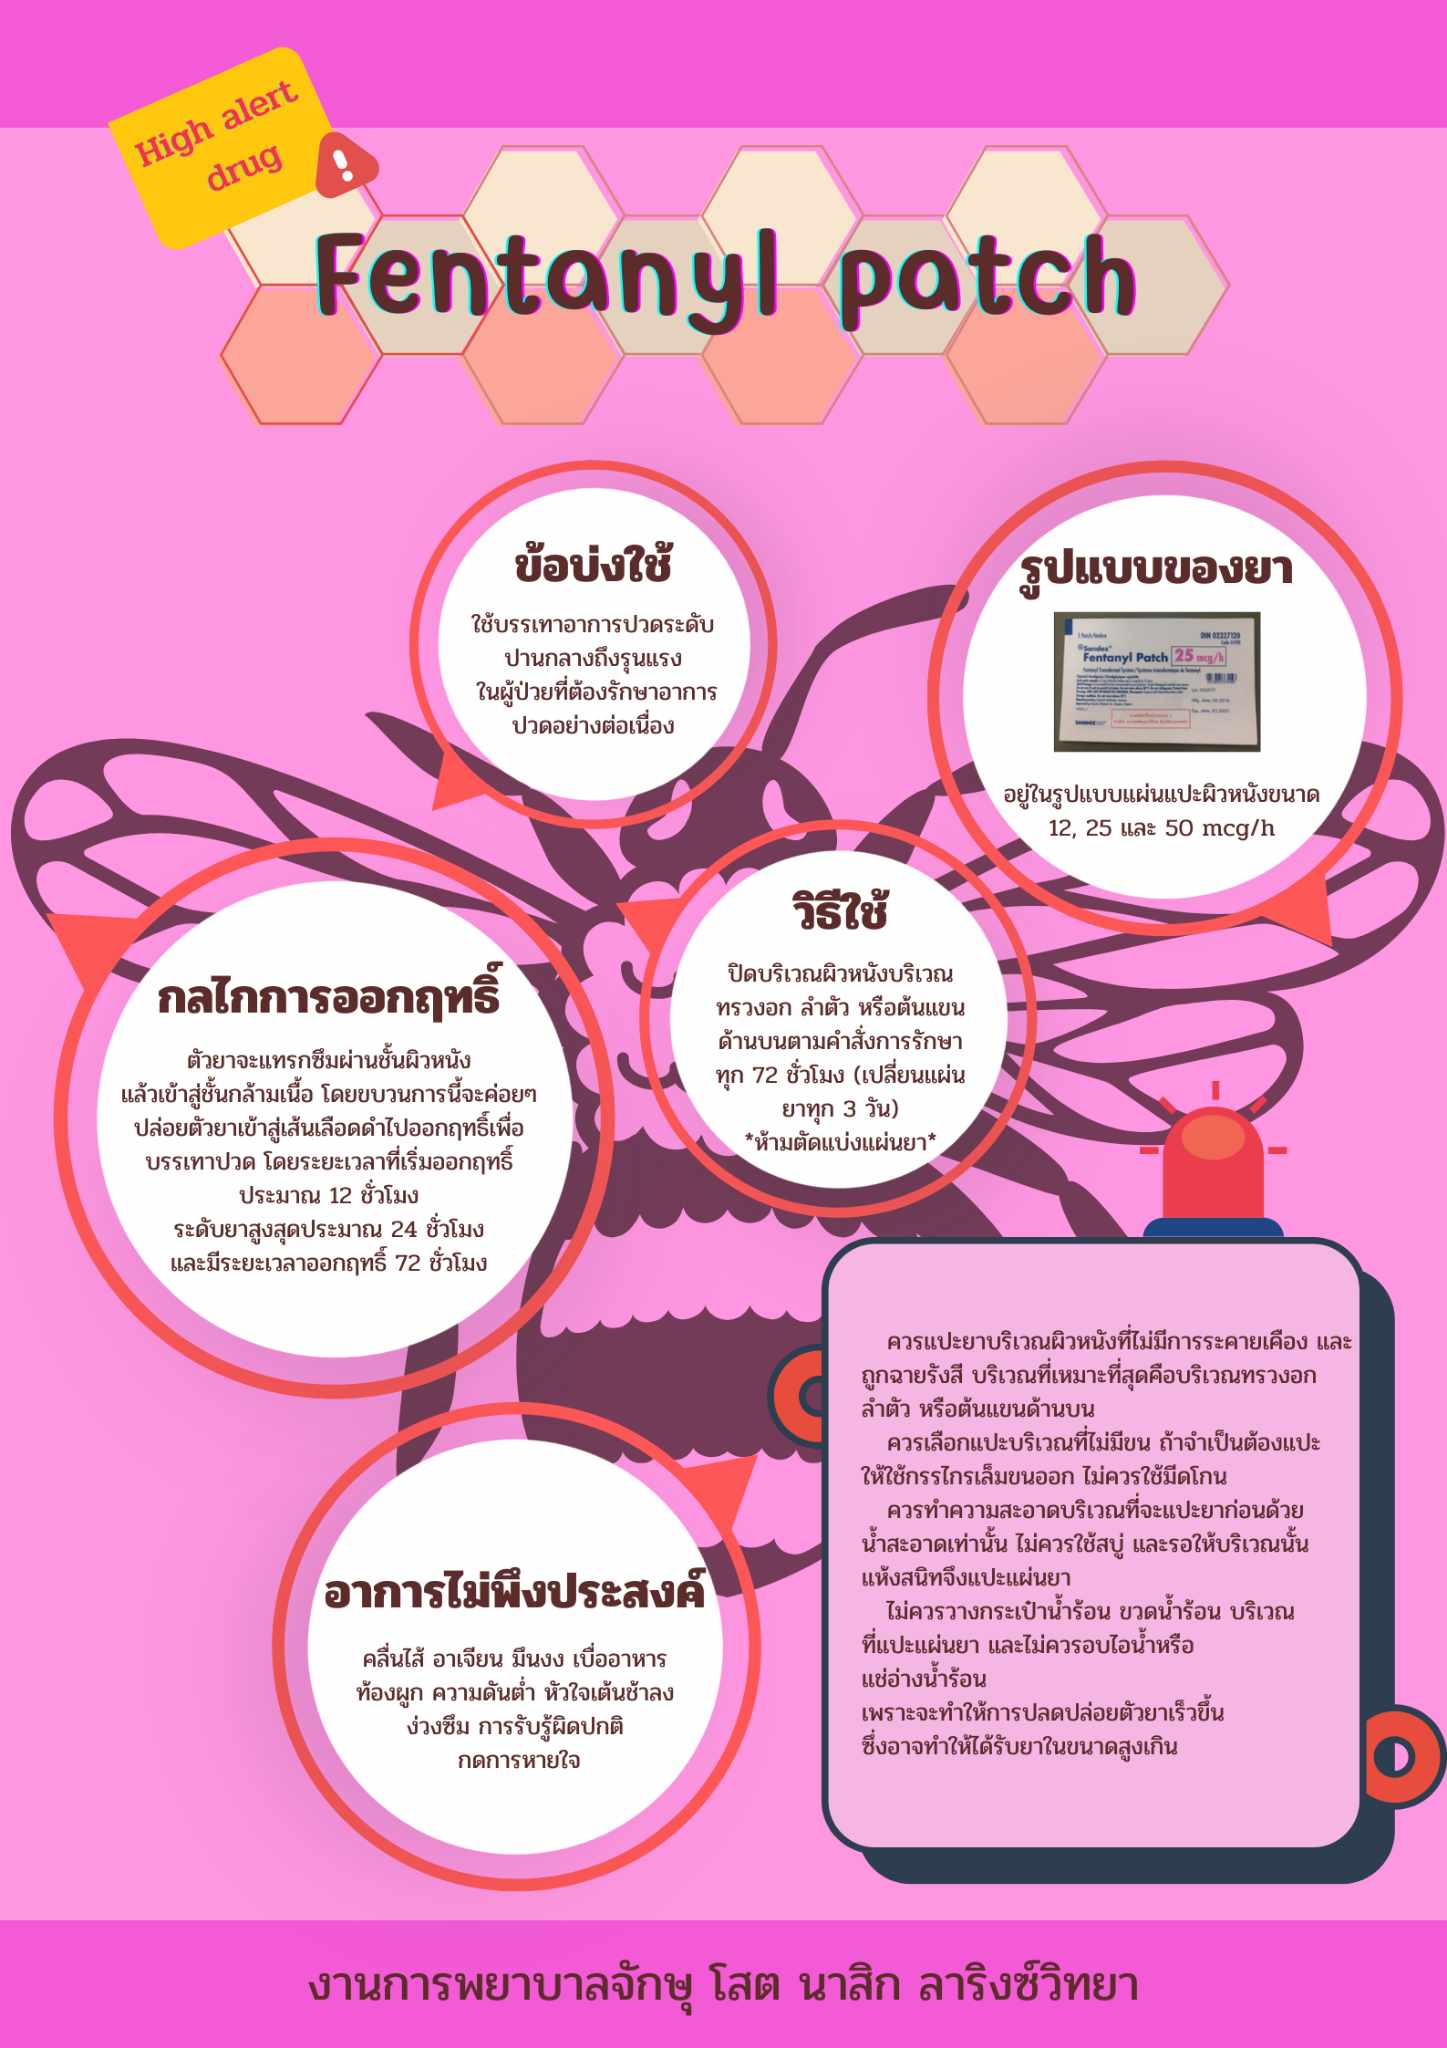 High alert
drug
Fentanyl patch
ข้อบ่งใช้
ใช้บรรเทาอาการปวดระดับ
ปานกลางถึงรุนแรง
ในผู้ป่วยที่ต้องรักษาอาการ
ปวดอย่างต่อเนื่อง
รูปแบบของยา
DIN 02327120
Sandoz
Fentanyl Patch 25 mcg/h
SANDOZ
อยู่ในรูปแบบแผ่นแปะผิวหนังขนาด
12, 25 และ 50 mcg/h
กลไกการออกฤทธิ์
ตัวยาจะแทรกซึมผ่านชั้นผิวหนัง
แล้วเข้าสู่ชั้นกล้ามเนื้อ โดยขบวนการนี้จะค่อยๆ
ปล่อยตัวยาเข้าสู่เส้นเลือดดำไปออกฤทธิ์เพื่อ
บรรเทาปวด โดยระยะเวลาที่เริ่มออกฤทธิ์
ประมาณ 12 ชั่วโมง
ระดับยาสูงสุดประมาณ 24 ชั่วโมง
และมีระยะเวลาออกฤทธิ์ 72 ชั่วโมง
วิธีใช้
ปิดบริเวณผิวหนังบริเวณ
ทรวงอก ลำตัว หรือต้นแขน
ด้านบนตามคำสั่งการรักษา
ทุก 72 ชั่วโมง (เปลี่ยนแผ่น
ยาทุก 3 วัน)
*ห้ามตัดแบ่งแผ่นยา*
อาการไม่พึงประสงค์
คลื่นไส้ อาเจียน มึนงง เบื่ออาหาร
ท้องผูก ความดันต่ำ หัวใจเต้นช้าลง
ง่วงซึม การรับรู้ผิดปกติ
กดการหายใจ
ควรแปะยาบริเวณผิวหนังที่ไม่มีการระคายเคือง และ
ถูกฉายรังสี บริเวณที่เหมาะที่สุดคือบริเวณทรวงอก
ลำตัว หรือต้นแขนด้านบน
ควรเลือกแปะบริเวณที่ไม่มีขน ถ้าจำเป็นต้องแปะ
ให้ใช้กรรไกรเล็มขนออก ไม่ควรใช้มีดโกน
ควรทำความสะอาดบริเวณที่จะแปะยาก่อนด้วย
น้ำสะอาดเท่านั้น ไม่ควรใช้สบู่ และรอให้บริเวณนั้น
แห้งสนิทจึงแปะแผ่นยา
ไม่ควรวางกระเป๋าน้ำร้อน ขวดน้ำร้อน บริเวณ
ที่แปะแผ่นยา และไม่ควรอบไอน้ำหรือ
แช่อ่างน้ำร้อน
เพราะจะทำให้การปลดปล่อยตัวยาเร็วขึ้น
ซึ่งอาจทำให้ได้รับยาในขนาดสูงเกิน
งานการพยาบาลจักษุ โสต นาสิก ลาริงซ์วิทยา